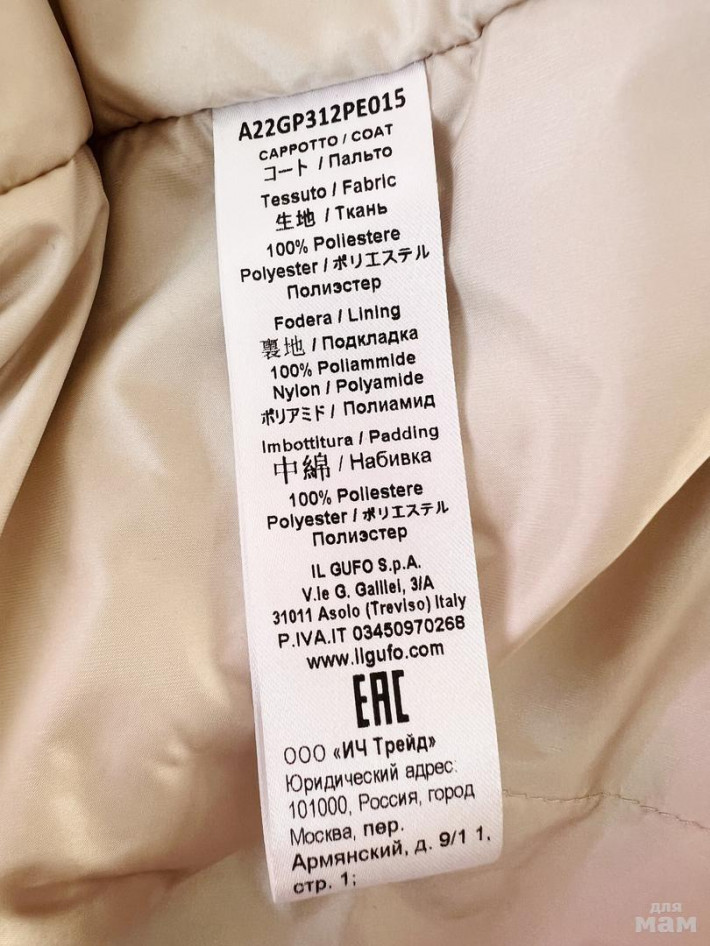 A22GP312PE015
CAPPOTTO / COAT
コート / Пальто
Tessuto / Fabric
生地 / Ткань
100% Poliestere
Polyester / ポリエステル
Полиэстер
Fodera / Lining
裏地 / Подкладка
100% Poliammide
Nylon / Polyamide
ポリアミド / Полиамид
Imbottitura / Padding
中綿 / Набивка
100% Poliestere
Polyester / ポリエステル
Полиэстер
IL GUFO S.p.A.
V.le G. Galilei, 3/A
31011 Asolo (Treviso) Italy
P.IVA.IT 03450970268
www.ilgufo.com
EAC
ООО «ИЧ Трейд»
Юридический адрес:
101000, Россия, город
Москва, пер.
Армянский, д. 9/1 1,
стр. 1;
для
мам